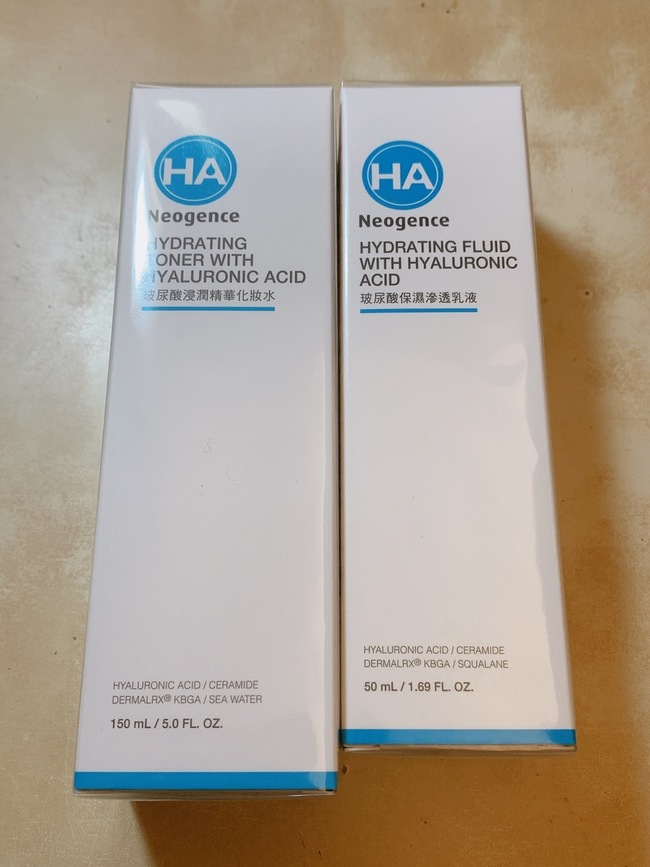 HA
Neogence
HYDRATING
TONER WITH
HYALURONIC ACID
玻尿酸浸潤精華化妝水
HYALURONIC ACID / CERAMIDE
DERMALRX® KBGA / SEA WATER
150 mL / 5.0 FL. OZ.
HA
Neogence
HYDRATING FLUID
WITH HYALURONIC
ACID
玻尿酸保濕滲透乳液
HYALURONIC ACID / CERAMIDE
DERMALRX® KBGA / SQUALANE
50 mL / 1.69 FL. OZ.